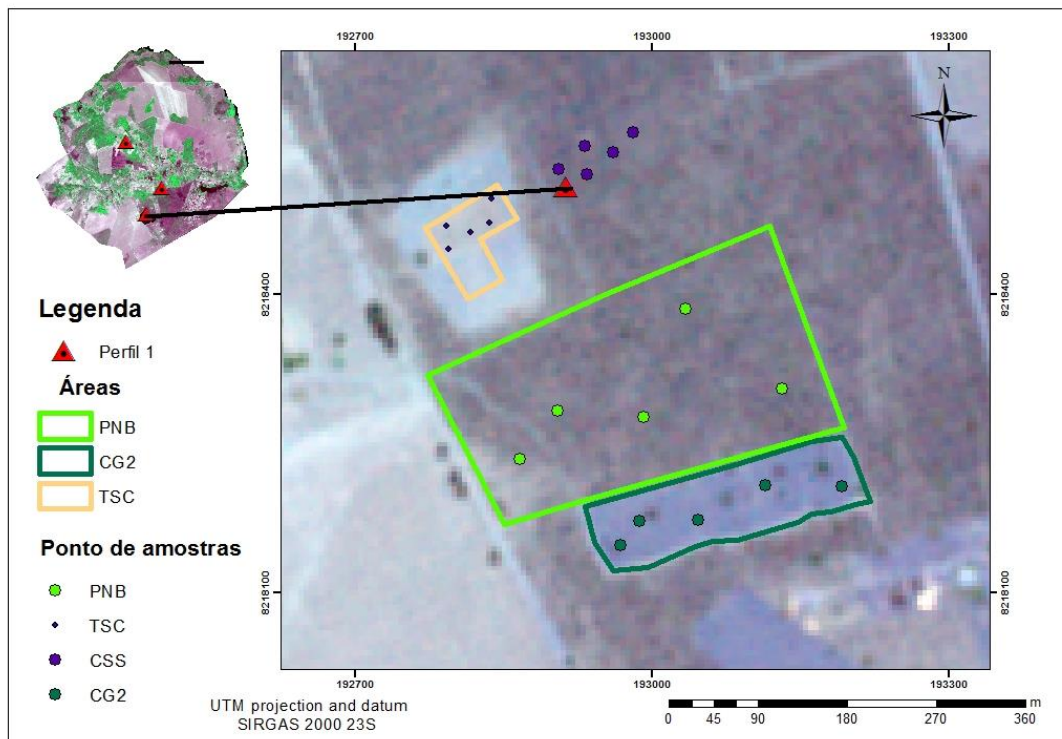 192700 193000 193300
N
8218400 8218400
Legenda
Perfil 1
Áreas
PNB
CG2
TSC
Ponto de amostras
PNB
TSC
CSS
CG2
8218100 8218100
192700 193000 193300
UTM projection and datum
SIRGAS 2000 23S
m
0 45 90 180 270 360